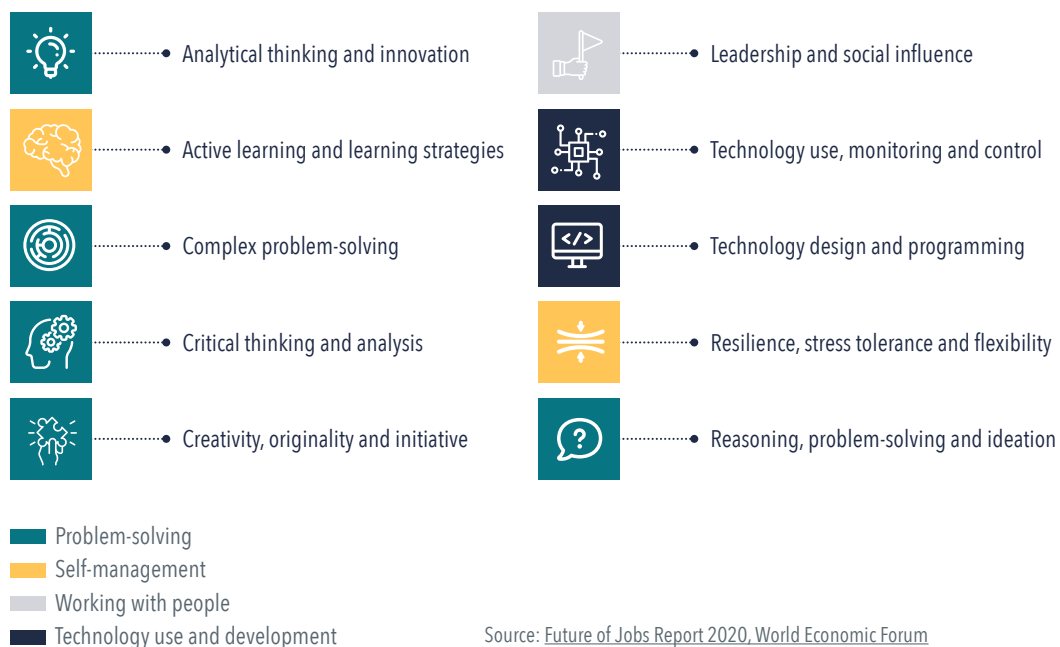 Analytical thinking and innovation
Active learning and learning strategies
Complex problem-solving
Critical thinking and analysis
Creativity, originality and initiative
Leadership and social influence
Technology use, monitoring and control
</>
Technology design and programming
Resilience, stress tolerance and flexibility
?
Reasoning, problem-solving and ideation
Problem-solving
Self-management
Working with people
Technology use and development
Source: Future of Jobs Report 2020, World Economic Forum